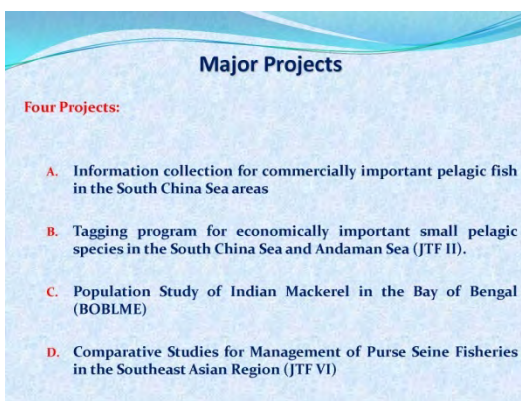 Major Projects
Four Projects:
A. Information collection for commercially important pelagic fish
in the South China Sea areas
B. Tagging program for economically important small pelagic
species in the South China Sea and Andaman Sea (JTF II).
C. Population Study of Indian Mackerel in the Bay of Bengal
(BOBLME)
D. Comparative Studies for Management of Purse Seine Fisheries
in the Southeast Asian Region (JTF VI)